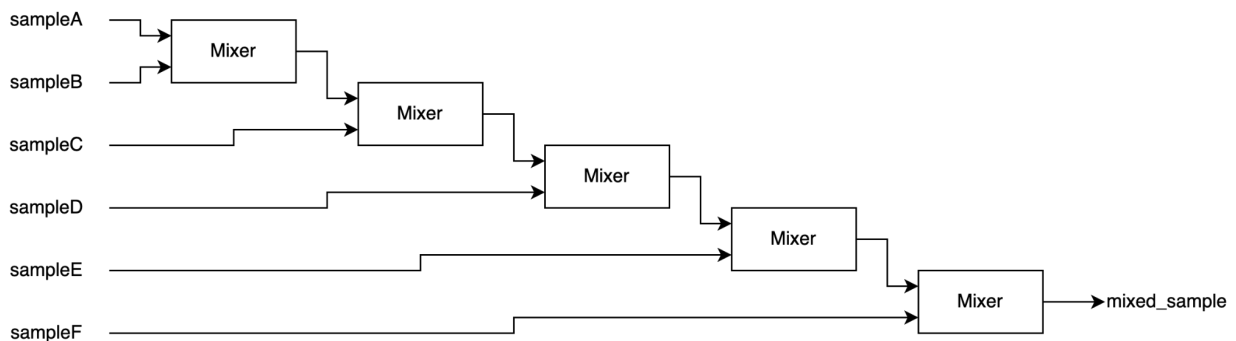 sampleA
Mixer
sampleB
Mixer
sampleC
Mixer
sampleD
Mixer
sampleE
Mixer
mixed_sample
sampleF